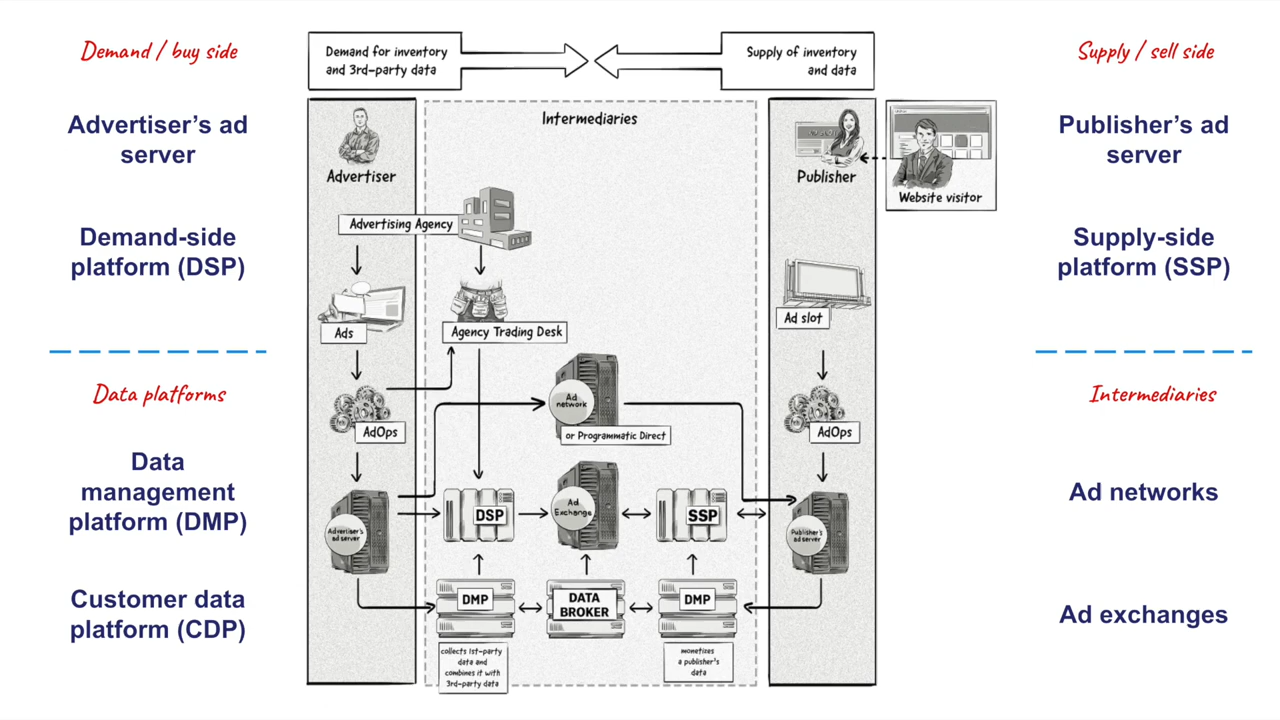 Demand / buy side
Advertiser's ad
server
Demand-side
platform (DSP)
Data platforms
Data
management
platform (DMP)
Customer data
platform (CDP)
Demand for inventory
and 3rd-party data
Supply of inventory
and data
Advertiser
Intermediaries
Publisher
Website visitor
Advertising Agency
Ads
Agency Trading Desk
Ad slot
Ad
network
or Programmatic Direct
AdOps
AdOps
Advertiser's
ad server
DSP
Ad
Exchange
SSP
Publisher's
ad server
DMP
DATA
BROKER
DMP
collects 1st-party
data and
combines it with
3rd-party data
monetizes
a publisher's
data
Supply / sell side
Publisher's ad
server
Supply-side
platform (SSP)
Intermediaries
Ad networks
Ad exchanges